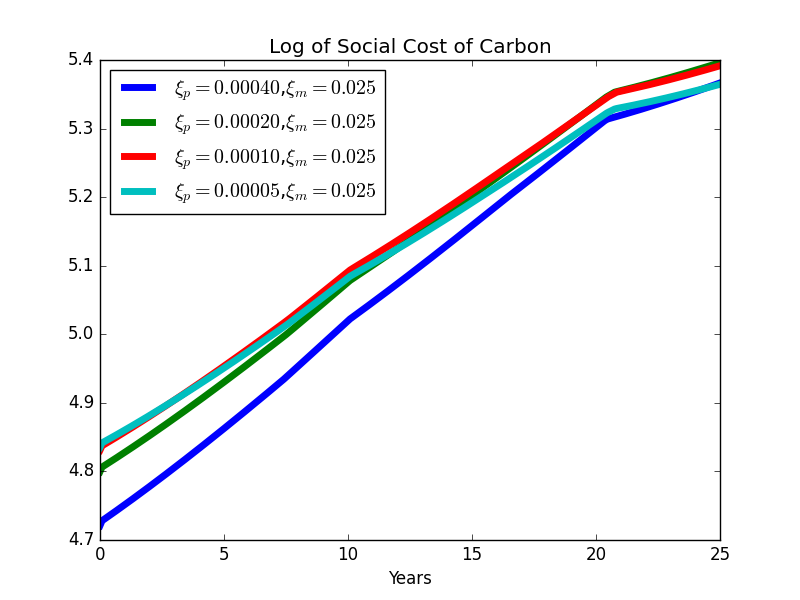 Log of Social Cost of Carbon
5.4
5.3
5.2
5.1
5.0
4.9
4.8
4.7
ξp = 0.00040,ξm = 0.025
ξp = 0.00020,ξm = 0.025
ξp = 0.00010,ξm = 0.025
ξp = 0.00005,ξm = 0.025
0 5 10 15 20 25
Years